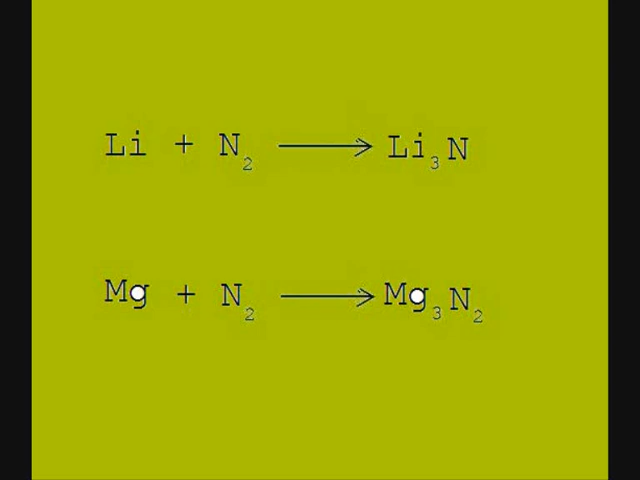 Li + N₂ ⟶ Li₃N
Mg + N₂ ⟶ Mg₃N₂